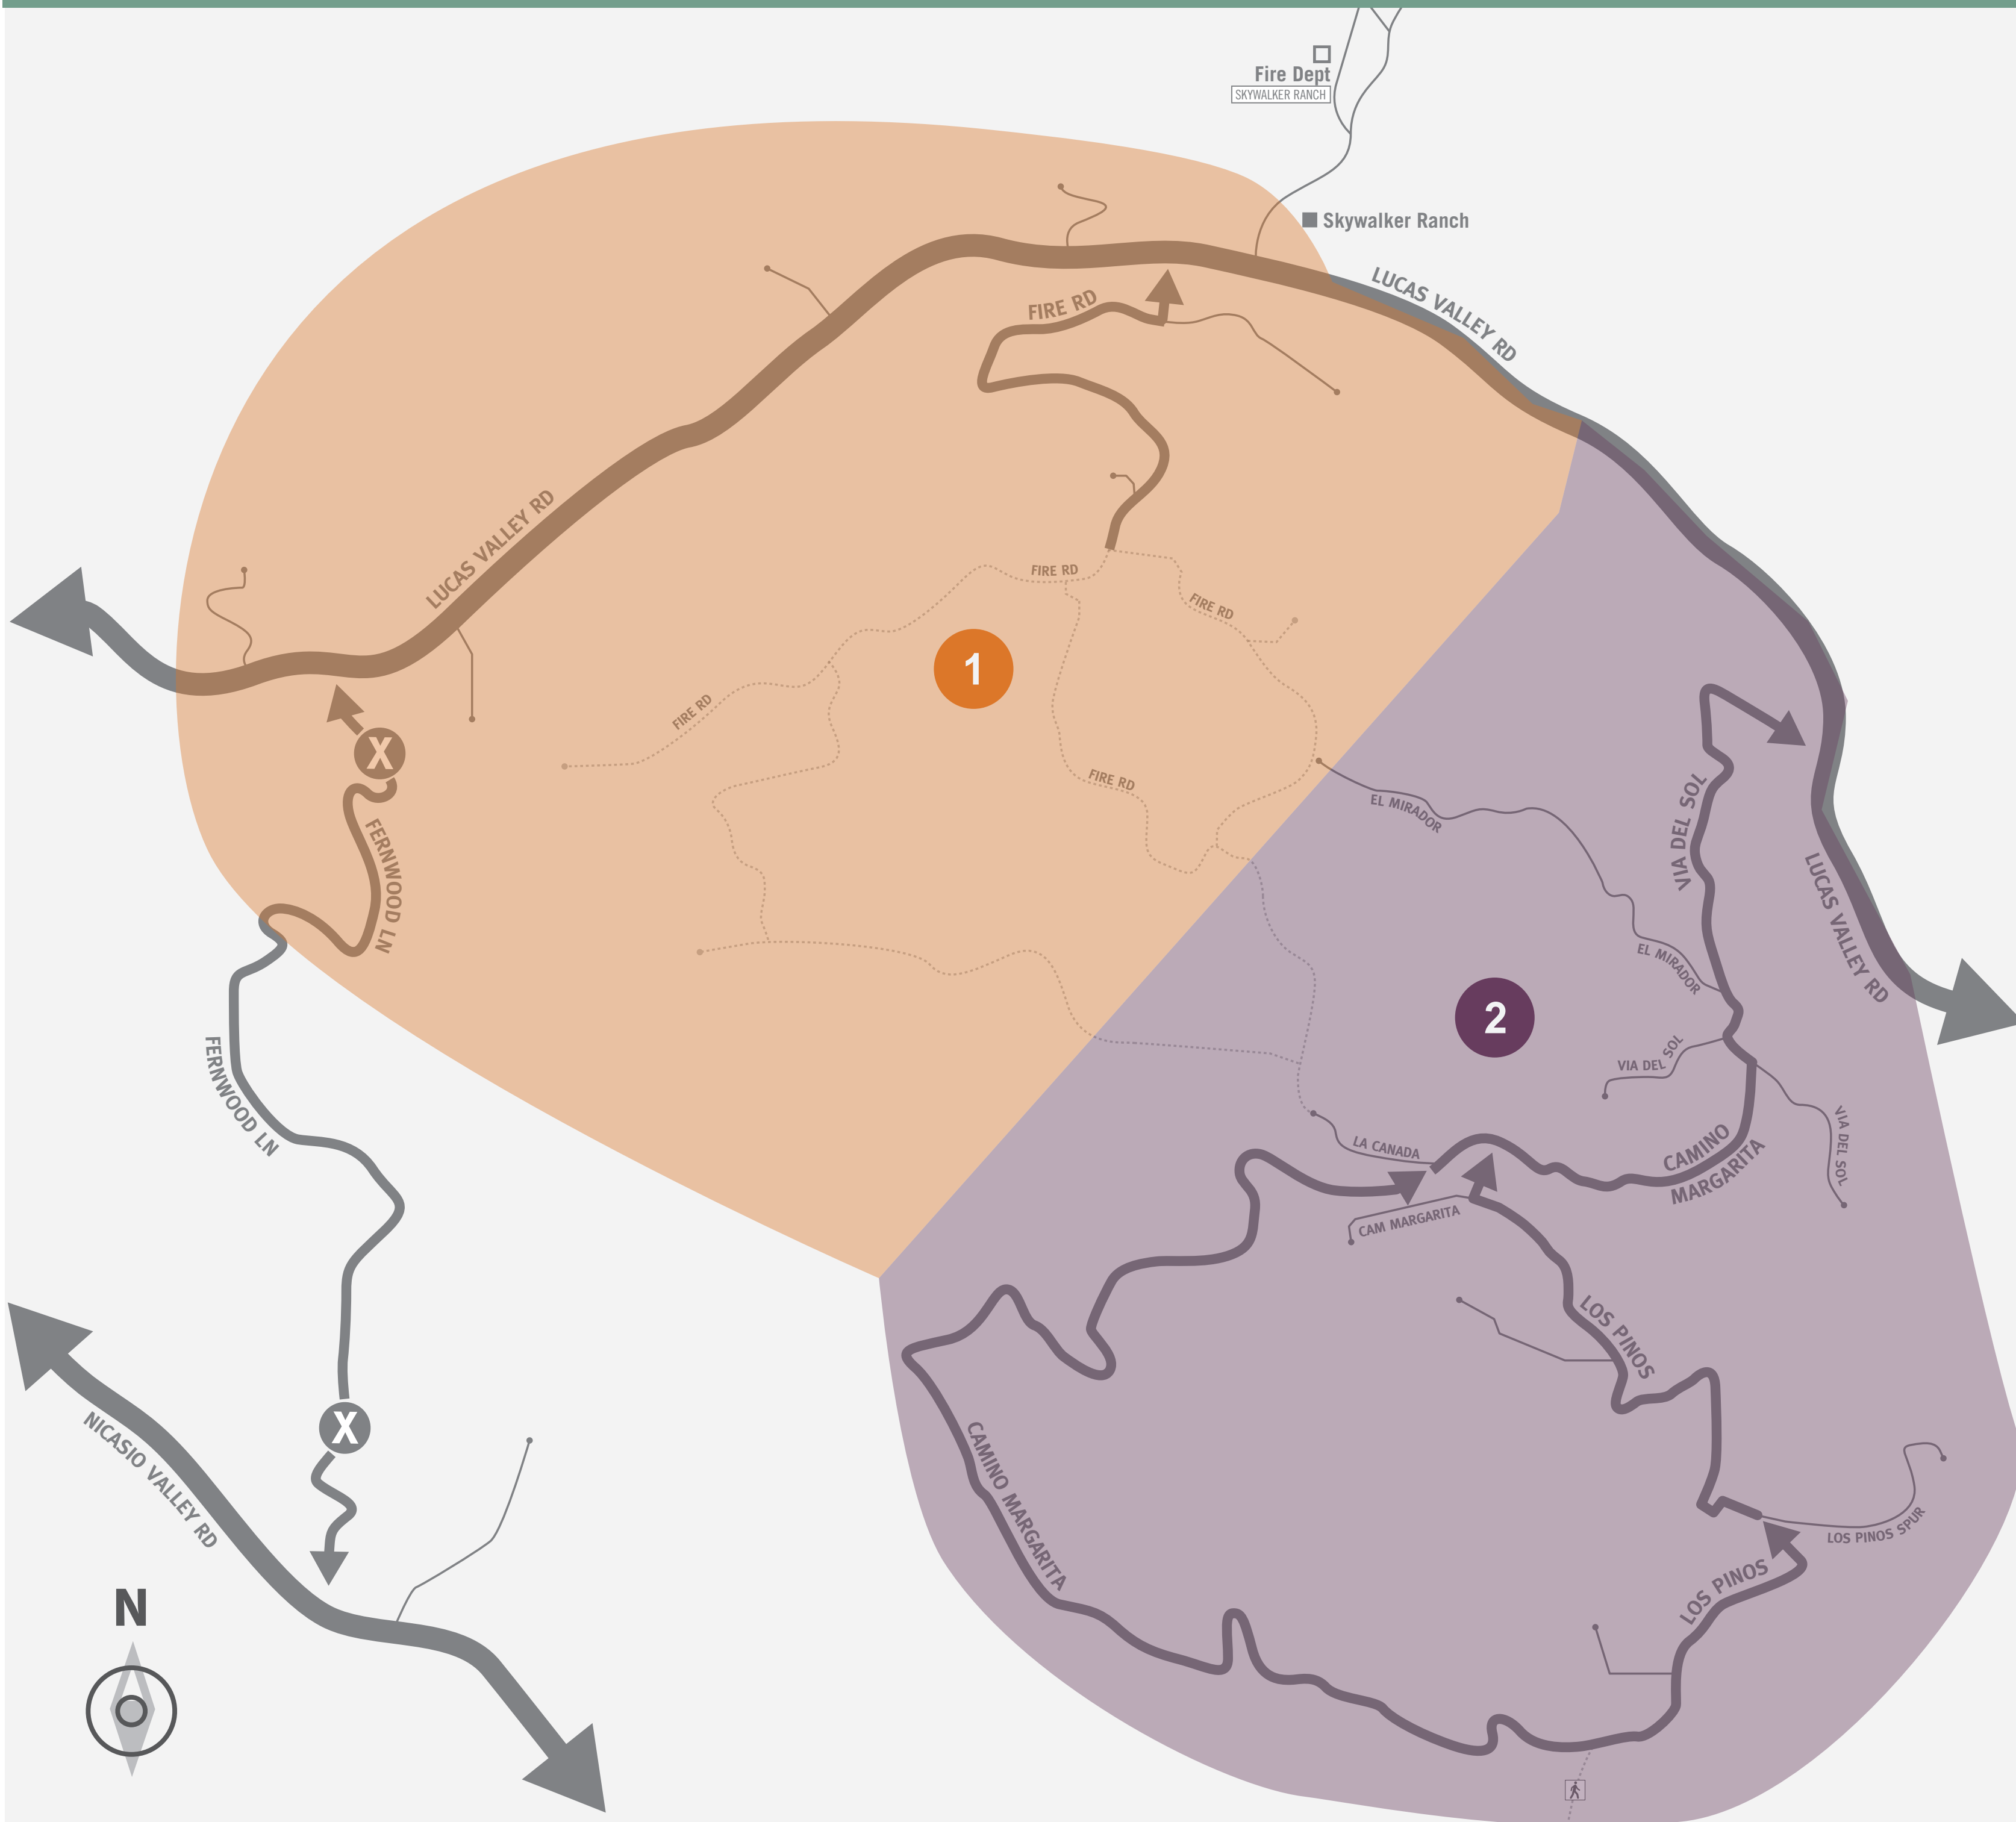 Fire Dept
SKYWALKER RANCH
Skywalker Ranch
LUCAS VALLEY RD
FIRE RD
LUCAS VALLEY RD
FIRE RD
FIRE RD
1
FIRE RD
X
FIRE RD
EL MIRADOR
VIA DEL SOL
FERNWOOD LN
LUCAS VALLEY RD
EL MIRADOR
2
FERNWOOD LN
VIA DEL SOL
VIA DEL SOL
LA CANADA
CAMINO
MARGARITA
CAM MARGARITA
LOS PINOS
X
NICASIO VALLEY RD
CAMINO MARGARITA
LOS PINOS SPUR
LOS PINOS
N